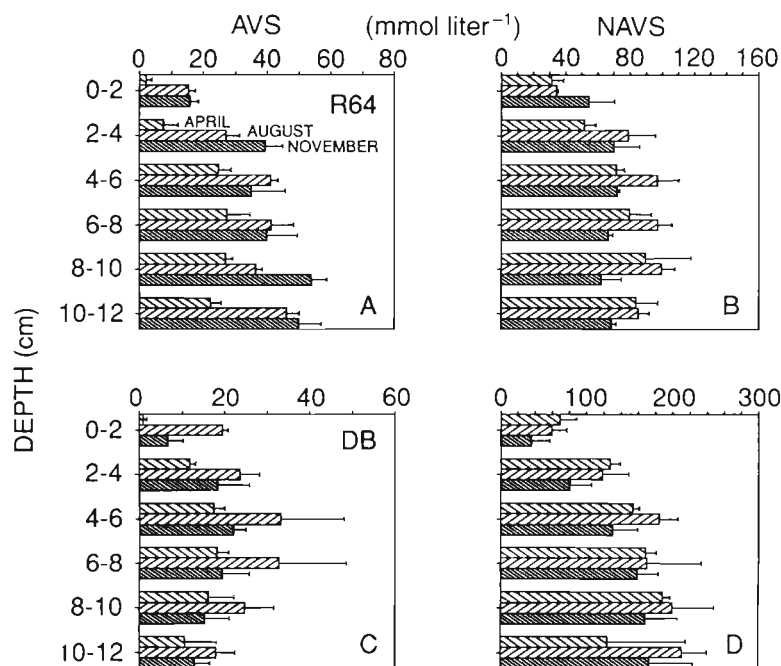 AVS (mmol liter⁻¹) NAVS
0 20 40 60 80 0 40 80 120 160
0-2
R64
2-4
APRIL
AUGUST
NOVEMBER
4-6
6-8
8-10
10-12
A B
DEPTH (cm)
0 20 40 60 0 100 200 300
0-2
DB
2-4
4-6
6-8
8-10
10-12
C D